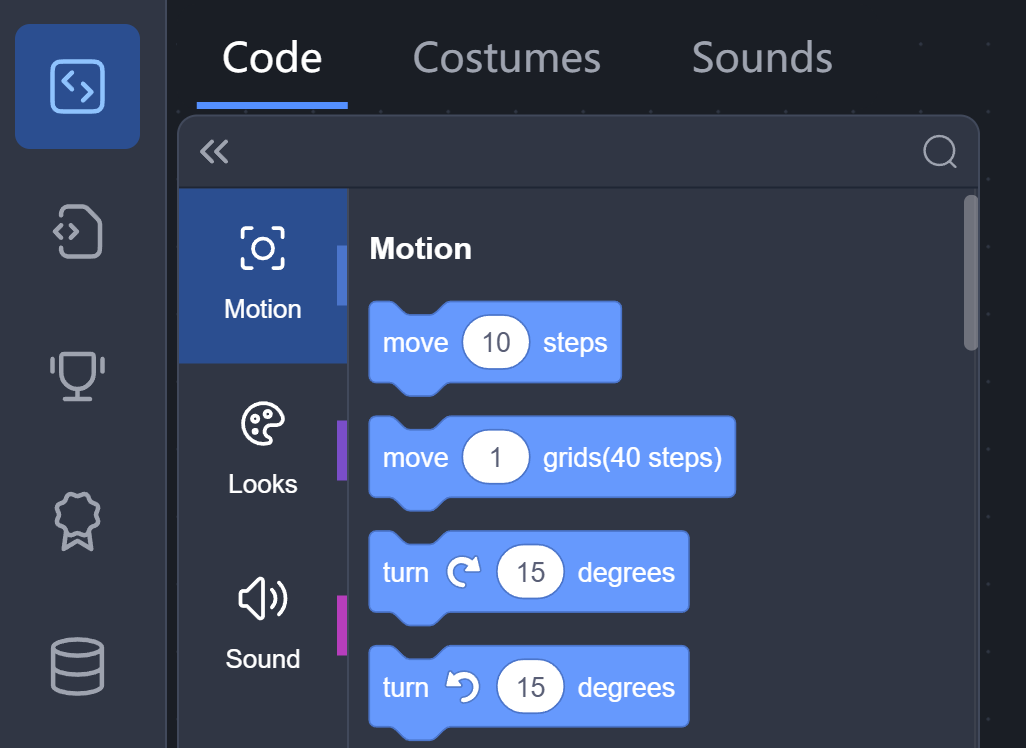 Code Costumes Sounds
Motion
Looks
Sound
Motion
move 10 steps
move 1 grids(40 steps)
turn 15 degrees
turn 15 degrees